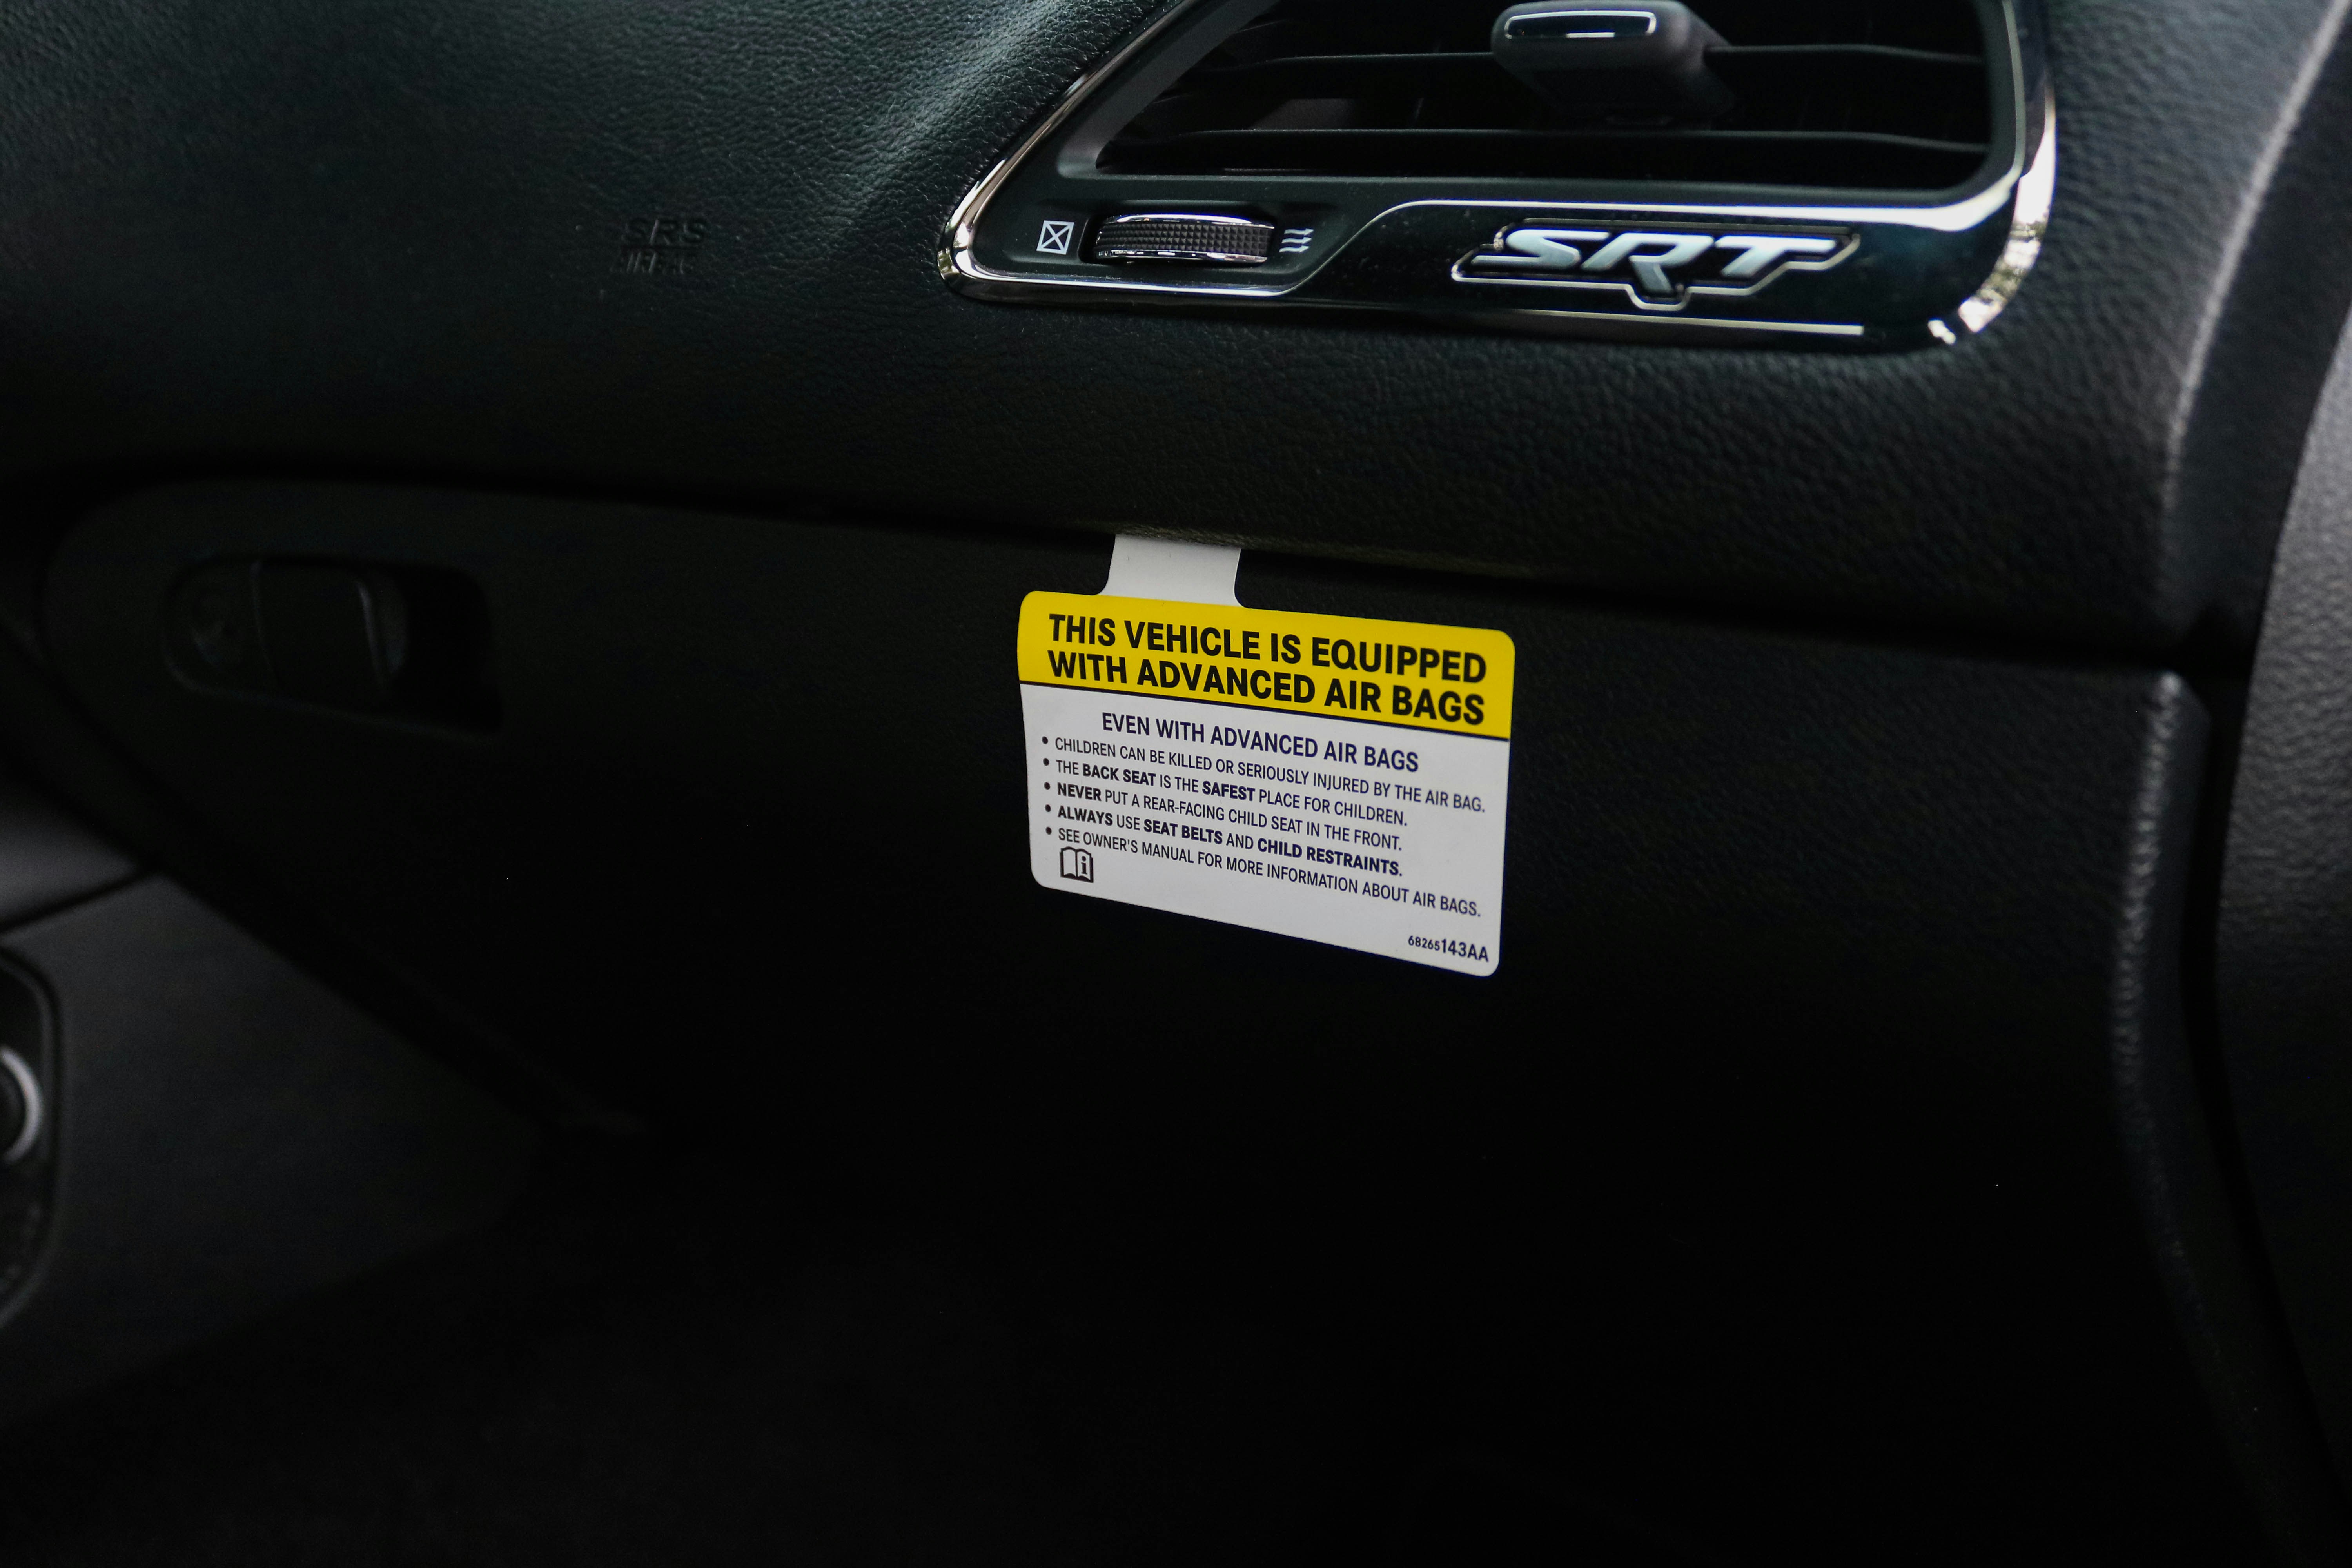 SRS
AIRBAG
SRT
THIS VEHICLE IS EQUIPPED
WITH ADVANCED AIR BAGS
EVEN WITH ADVANCED AIR BAGS
• CHILDREN CAN BE KILLED OR SERIOUSLY INJURED BY THE AIR BAG.
• THE BACK SEAT IS THE SAFEST PLACE FOR CHILDREN.
• NEVER PUT A REAR-FACING CHILD SEAT IN THE FRONT.
• ALWAYS USE SEAT BELTS AND CHILD RESTRAINTS.
• SEE OWNER'S MANUAL FOR MORE INFORMATION ABOUT AIR BAGS.
68265143AA